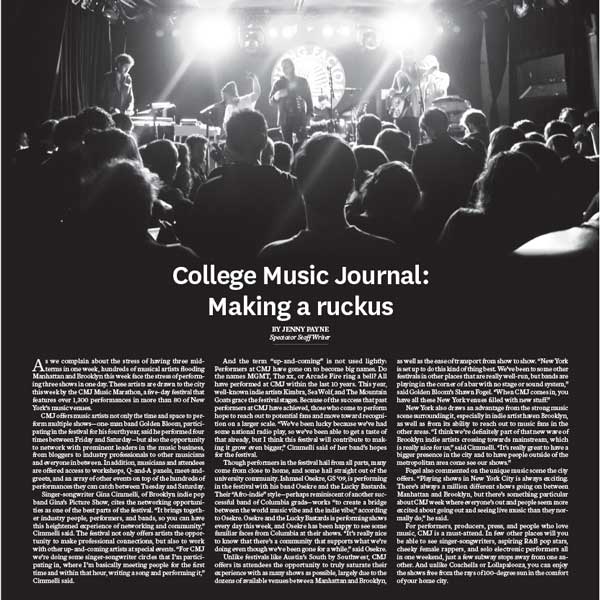 College Music Journal:
Making a ruckus
BY JENNY PAYNE
Spectator Staff Writer
As we complain about the stress of having three mid-
terms in one week, hundreds of musical artists flooding
Manhattan and Brooklyn this week face the stress of perform-
ing three shows in one day. These artists are drawn to the city
this week by the CMJ Music Marathon, a five-day festival that
features over 1,300 performances in more than 80 of New
York's music venues.
CMJ offers music artists not only the time and space to per-
form multiple shows—one-man band Golden Bloom, partici-
pating in the festival for his fourth year, said he performed four
times between Friday and Saturday—but also the opportunity
to network with prominent leaders in the music business,
from bloggers to industry professionals to other musicians
and everyone in between. In addition, musicians and attendees
are offered access to workshops, Q-and-A panels, meet-and-
greets, and an array of other events on top of the hundreds of
performances they can catch between Tuesday and Saturday.
Singer-songwriter Gina Cimmelli, of Brooklyn indie pop
band Gina's Picture Show, cites the networking opportuni-
ties as one of the best parts of the festival. "It brings togeth-
er industry people, performers, and bands, so you can have
this heightened experience of networking and community,"
Cimmelli said. The festival not only offers artists the oppor-
tunity to make professional connections, but also to work
with other up-and-coming artists at special events. "For CMJ
we're doing some singer-songwriter circles that I'm partici-
pating in, where I'm basically meeting people for the first
time and within that hour, writing a song and performing it,"
Cimmelli said.
And the term "up-and-coming" is not used lightly:
Performers at CMJ have gone on to become big names. Do
the names MGMT, The xx, or Arcade Fire ring a bell? All
have performed at CMJ within the last 10 years. This year,
well-known indie artists Kimbra, Sea Wolf, and The Mountain
Goats grace the festival stages. Because of the success that past
performers at CMJ have achieved, those who come to perform
hope to reach out to potential fans and move toward recogni-
tion on a larger scale. "We've been lucky because we've had
some national radio play, so we've been able to get a taste of
that already, but I think this festival will contribute to mak-
ing it grow even bigger," Cimmelli said of her band's hopes
for the festival.
Though performers in the festival hail from all parts, many
come from close to home, and some hail straight out of the
university community. Ishmael Osekre, GS '09, is performing
in the festival with his band Osekre and the Lucky Bastards.
Their "Afro-indie" style—perhaps reminiscent of another suc-
cessful band of Columbia grads—works "to create a bridge
between the world music vibe and the indie vibe," according
to Osekre. Osekre and the Lucky Bastards is performing shows
every day this week, and Osekre has been happy to see some
familiar faces from Columbia at their shows. "It's really nice
to know that there's a community that supports what we're
doing even though we've been gone for a while," said Osekre.
Unlike festivals like Austin's South by Southwest, CMJ
offers its attendees the opportunity to truly saturate their
experience with as many shows as possible, largely due to the
dozens of available venues between Manhattan and Brooklyn,
as well as the ease of transport from show to show. "New York
is set up to do this kind of thing best. We've been to some other
festivals in other places that are really well-run, but bands are
playing in the corner of a bar with no stage or sound system,"
said Golden Bloom's Shawn Fogel. "When CMJ comes in, you
have all these New York venues filled with new stuff!"
New York also draws an advantage from the strong music
scene surrounding it, especially in indie artist haven Brooklyn,
as well as from its ability to reach out to music fans in the
other areas. "I think we're definitely part of that new wave of
Brooklyn indie artists crossing towards mainstream, which
is really nice for us," said Cimmelli. "It's really great to have a
bigger presence in the city and to have people outside of the
metropolitan area come see our shows."
Fogel also commented on the unique music scene the city
offers. "Playing shows in New York City is always exciting.
There's always a million different shows going on between
Manhattan and Brooklyn, but there's something particular
about CMJ week where everyone's out and people seem more
excited about going out and seeing live music than they nor-
mally do," he said.
For performers, producers, press, and people who love
music, CMJ is a must-attend. In few other places will you
be able to see singer-songwriters, aspiring R&B pop stars,
cheeky female rappers, and solo electronic performers all
in one weekend, just a few subway stops away from one an-
other. And unlike Coachella or Lollapalooza, you can enjoy
the shows free from the rays of 100-degree sun in the comfort
of your home city.